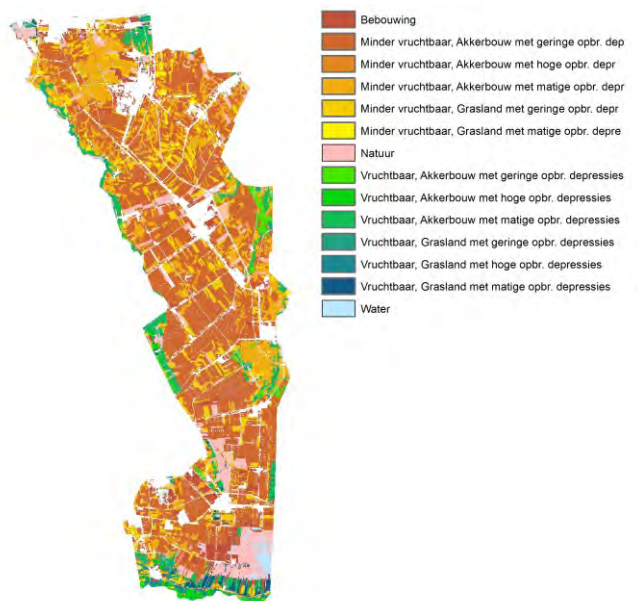 Bebouwing
Minder vruchtbaar, Akkerbouw met geringe opbr. dep
Minder vruchtbaar, Akkerbouw met hoge opbr. depr
Minder vruchtbaar, Akkerbouw met matige opbr. dep
Minder vruchtbaar, Grasland met geringe opbr. depr
Minder vruchtbaar, Grasland met matige opbr. depre
Natuur
Vruchtbaar, Akkerbouw met geringe opbr. depressies
Vruchtbaar, Akkerbouw met hoge opbr. depressies
Vruchtbaar, Akkerbouw met matige opbr. depressies
Vruchtbaar, Grasland met geringe opbr. depressies
Vruchtbaar, Grasland met hoge opbr. depressies
Vruchtbaar, Grasland met matige opbr. depressies
Water